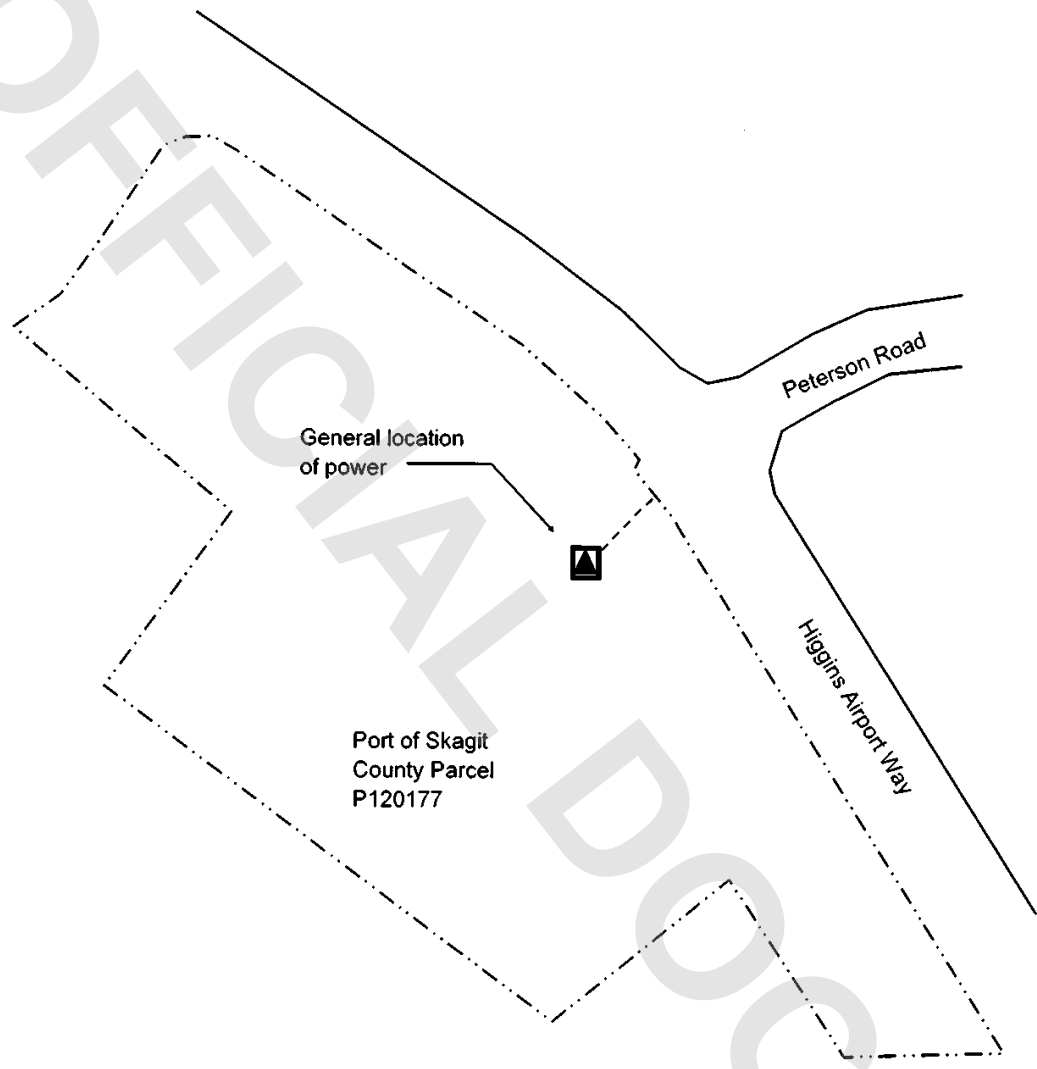 Peterson Road
General location
of power
Higgins Airport Way
Port of Skagit
County Parcel
P120177
OFFICIAL DOC